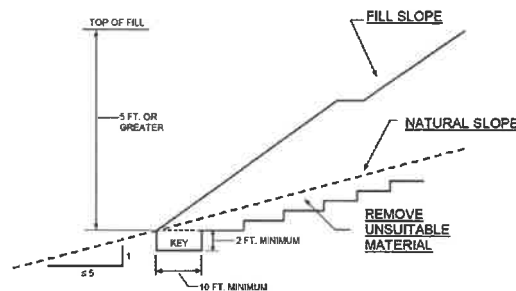 TOP OF FILL
FILL SLOPE
5 FT. OR
GREATER
NATURAL SLOPE
REMOVE
UNSUITABLE
MATERIAL
KEY
2 FT. MINIMUM
1
≤ 5
10 FT. MINIMUM